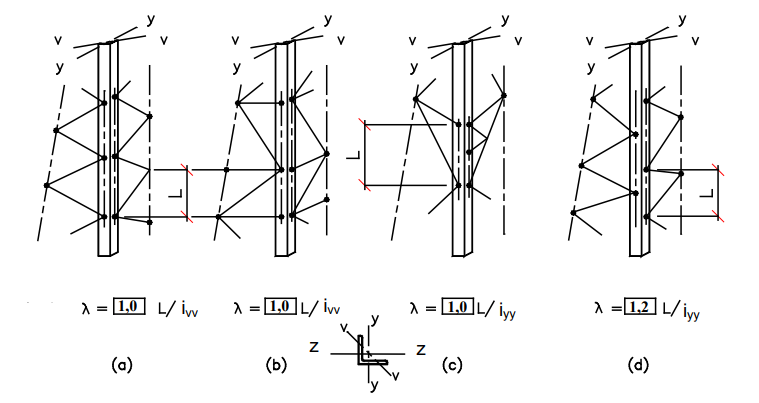 y y y y
v v v v v v v v
y y y y
L L L L
λ = 1,0 L/ ivv λ = 1,0 L/ ivv λ = 1,0 L/ iyy λ = 1,2 L/ iyy
v y
z z
(a) (b) (c) (d)
y v